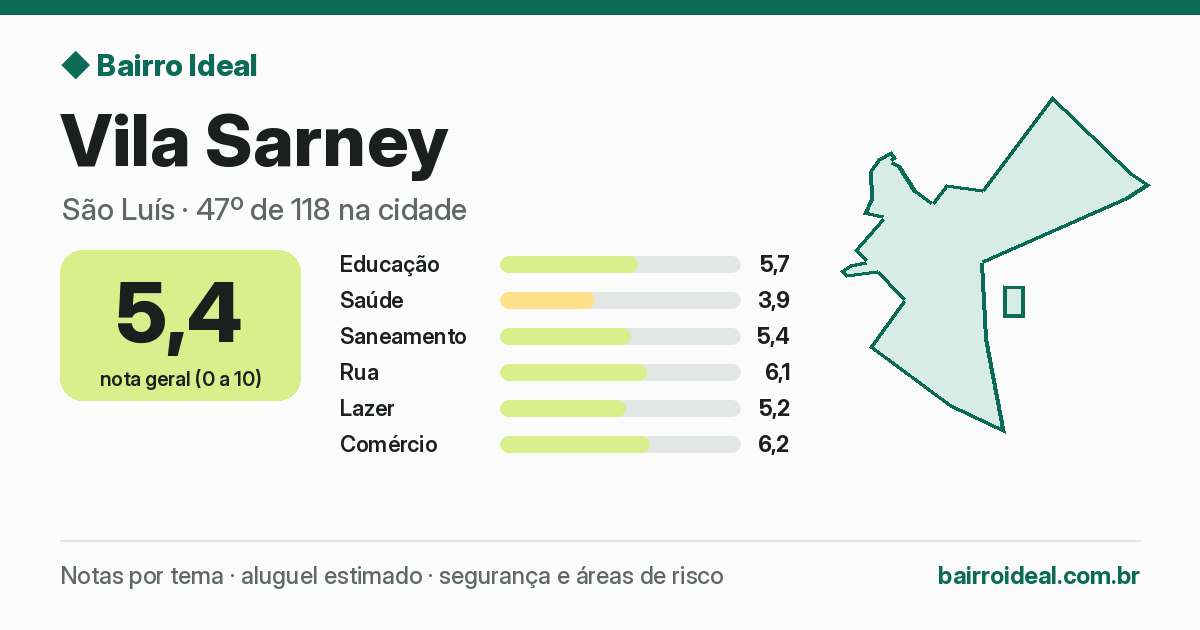 Bairro Ideal
Vila Sarney
São Luís · 47º de 118 na cidade
5,4
nota geral (0 a 10)
Educação 5,7
Saúde 3,9
Saneamento 5,4
Rua 6,1
Lazer 5,2
Comércio 6,2
Notas por tema · aluguel estimado · segurança e áreas de risco
bairroideal.com.br